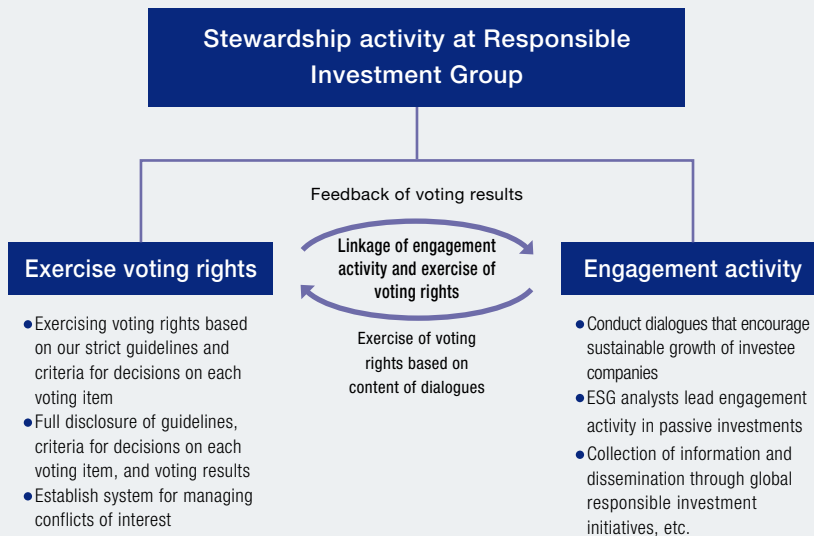 Stewardship activity at Responsible
Investment Group
Feedback of voting results
Linkage of engagement
activity and exercise of
voting rights
Exercise of voting
rights based on
content of dialogues
Exercise voting rights
●Exercising voting rights based
on our strict guidelines and
criteria for decisions on each
voting item
●Full disclosure of guidelines,
criteria for decisions on each
voting item, and voting results
●Establish system for managing
conflicts of interest
Engagement activity
●Conduct dialogues that encourage
sustainable growth of investee
companies
●ESG analysts lead engagement
activity in passive investments
●Collection of information and
dissemination through global
responsible investment
initiatives, etc.